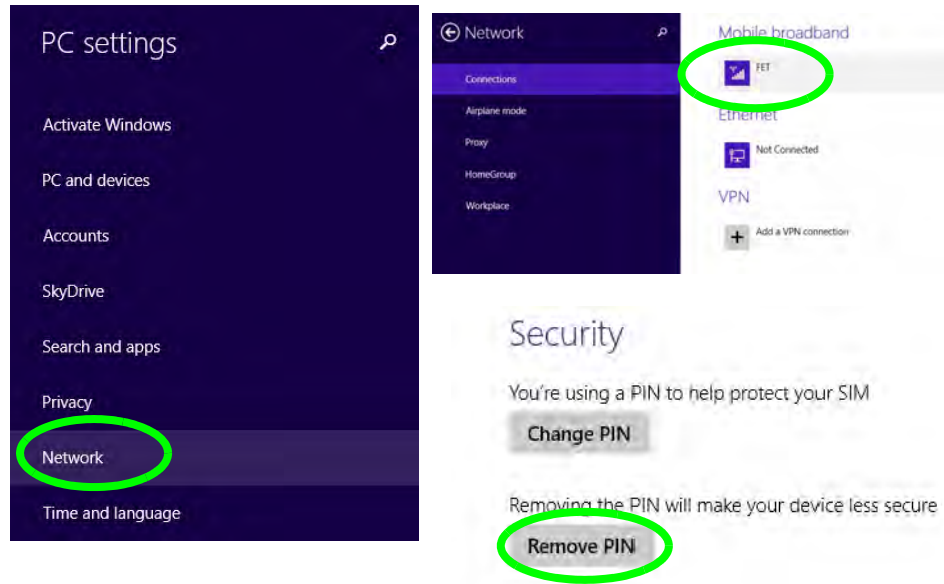 PC settings
Activate Windows
PC and devices
Accounts
SkyDrive
Search and apps
Privacy
Network
Time and language
Network
Connections
Airplane mode
Proxy
HomeGroup
Workplace
Mobile broadband
FET
Ethernet
Not Connected
VPN
Add a VPN connection
Security
You're using a PIN to help protect your SIM
Change PIN
Removing the PIN will make your device less secure
Remove PIN